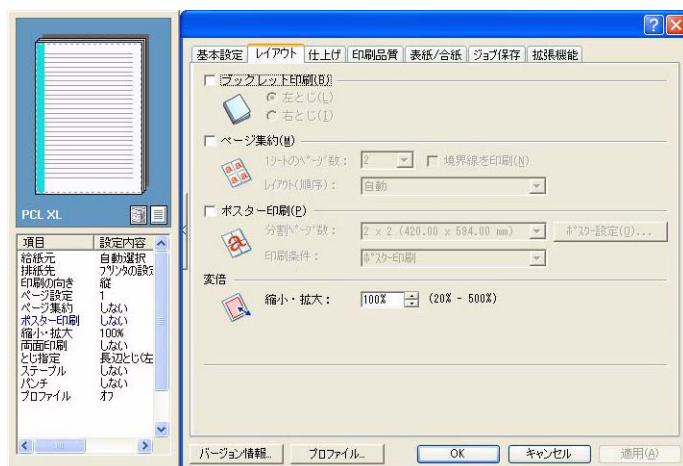 基本設定 レイアウト 仕上げ 印刷品質 表紙/合紙 ジョブ保存 拡張機能
ブックレット印刷(B)
左とじ(L)
右とじ(I)
ページ集約(M)
1シートのページ数： 2 境界線を印刷(N)
レイアウト(順序)： 自動
ポスター印刷(P)
分割ページ数： 2 x 2 (420.00 x 594.00 mm) ポスター設定(O)...
印刷条件： ポスター印刷
変倍
縮小・拡大： 100% (20% - 500%)
PCL XL
項目 設定内容
給紙元 自動選択
排紙先 プリンタの設定
印刷の向き 縦
ページ設定 1
ページ集約 しない
ポスター印刷 しない
縮小・拡大 100%
両面印刷 しない
とじ指定 長辺とじ(左
ステープル しない
パンチ しない
プロファイル オフ
バージョン情報... プロファイル... OK キャンセル 適用(A)